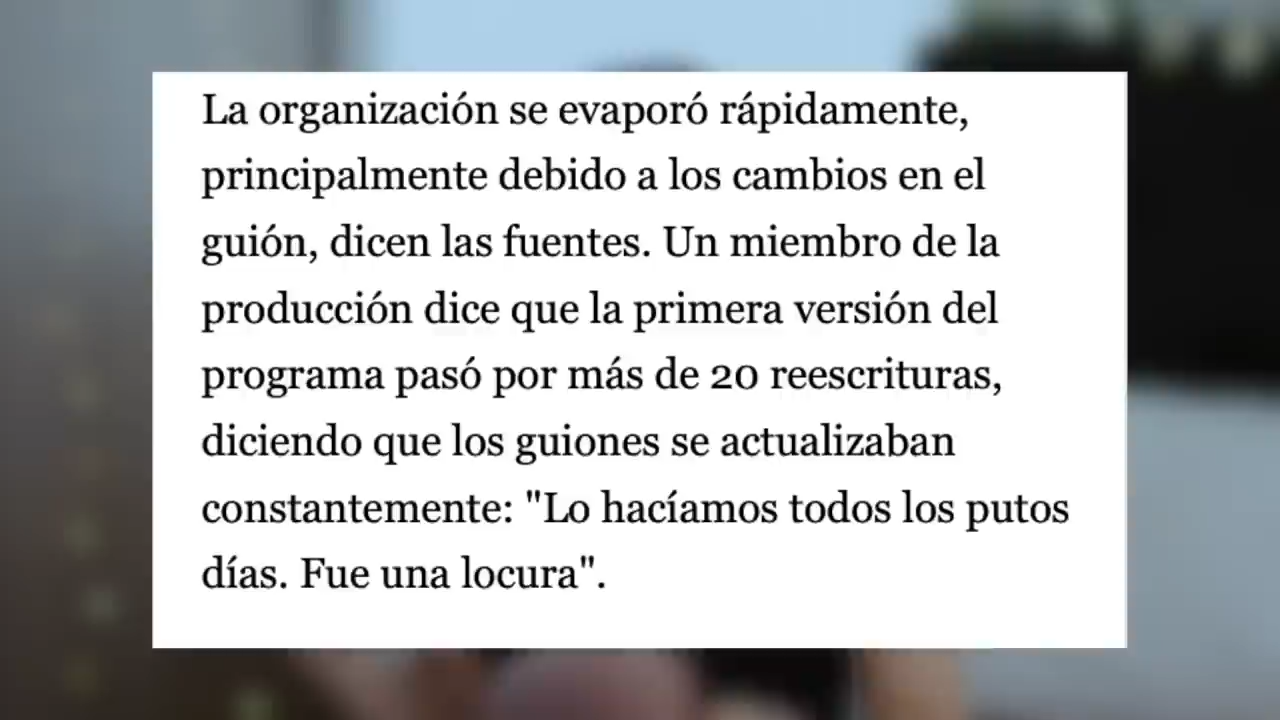 La organización se evaporó rápidamente,
principalmente debido a los cambios en el
guión, dicen las fuentes. Un miembro de la
producción dice que la primera versión del
programa pasó por más de 20 reescrituras,
diciendo que los guiones se actualizaban
constantemente: "Lo hacíamos todos los putos
días. Fue una locura".